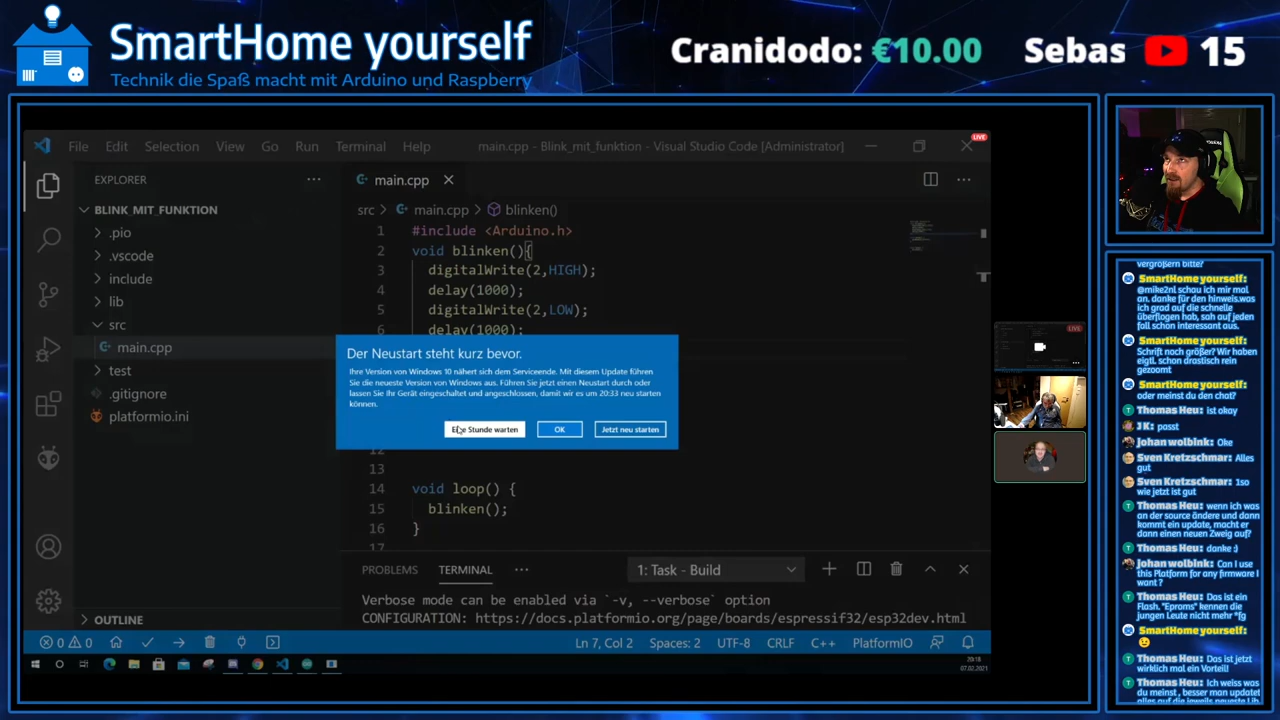 SmartHome yourself
Technik die Spaß macht mit Arduino und Raspberry
Cranidodo: €10.00
Sebas 15
File Edit Selection View Go Run Terminal Help
main.cpp - Blink_mit_funktion - Visual Studio Code [Administrator]
LIVE
EXPLORER
BLINK_MIT_FUNKTION
.pio
.vscode
include
lib
src
main.cpp
test
.gitignore
platformio.ini
OUTLINE
main.cpp
src > main.cpp > blinken()
1 #include <Arduino.h>
2 void blinken(){
3 digitalWrite(2,HIGH);
4 delay(1000);
5 digitalWrite(2,LOW);
6 delay(1000);
Der Neustart steht kurz bevor.
Ihre Version von Windows 10 nähert sich dem Serviceende. Mit diesem Update führen
Sie die neueste Version von Windows aus. Führen Sie jetzt einen Neustart durch oder
lassen Sie Ihr Gerät eingeschaltet und angeschlossen, damit wir es um 20:33 neu starten
können.
Eine Stunde warten
OK
Jetzt neu starten
12
13
14 void loop() {
15 blinken();
16 }
17
PROBLEMS TERMINAL
1: Task - Build
Verbose mode can be enabled via `-v, --verbose` option
CONFIGURATION: https://docs.platformio.org/page/boards/espressif32/esp32dev.html
0 0
Ln 7, Col 2 Spaces: 2 UTF-8 CRLF C++ PlatformIO
20:18
07.02.2021
LIVE
vergrößern bitte?
SmartHome yourself:
@mike2nl schau ich mir mal
an. danke für den hinweis.was
ich grad auf die schnelle
überflogen hab, sah auf jeden
fall schon interessant aus.
SmartHome yourself:
Schrift noch größer? Wir haben
eigtl. schon drastisch rein
gezoomt
SmartHome yourself:
oder meinst du den chat?
Thomas Heu: ist okay
J K: passt
Johan wolbink: Oke
Sven Kretzschmar: Alles
gut
Sven Kretzschmar: 1so
wie jetzt ist gut
Thomas Heu: wenn ich was
an der source ändere und dann
kommt ein update, macht er
dann einen neuen Zweig auf?
Thomas Heu: danke :)
Johan wolbink: Can I use
this Platform for any firmware I
want ?
Thomas Heu: Das ist ein
Flash. "Eproms" kennen die
jungen Leute nicht mehr *fg
SmartHome yourself:
Thomas Heu: Das ist jetzt
wirklich mal ein Vorteil!
Thomas Heu: Ich weiss was
du meinst , besser man updatet
alles auf die jeweils neueste Lib